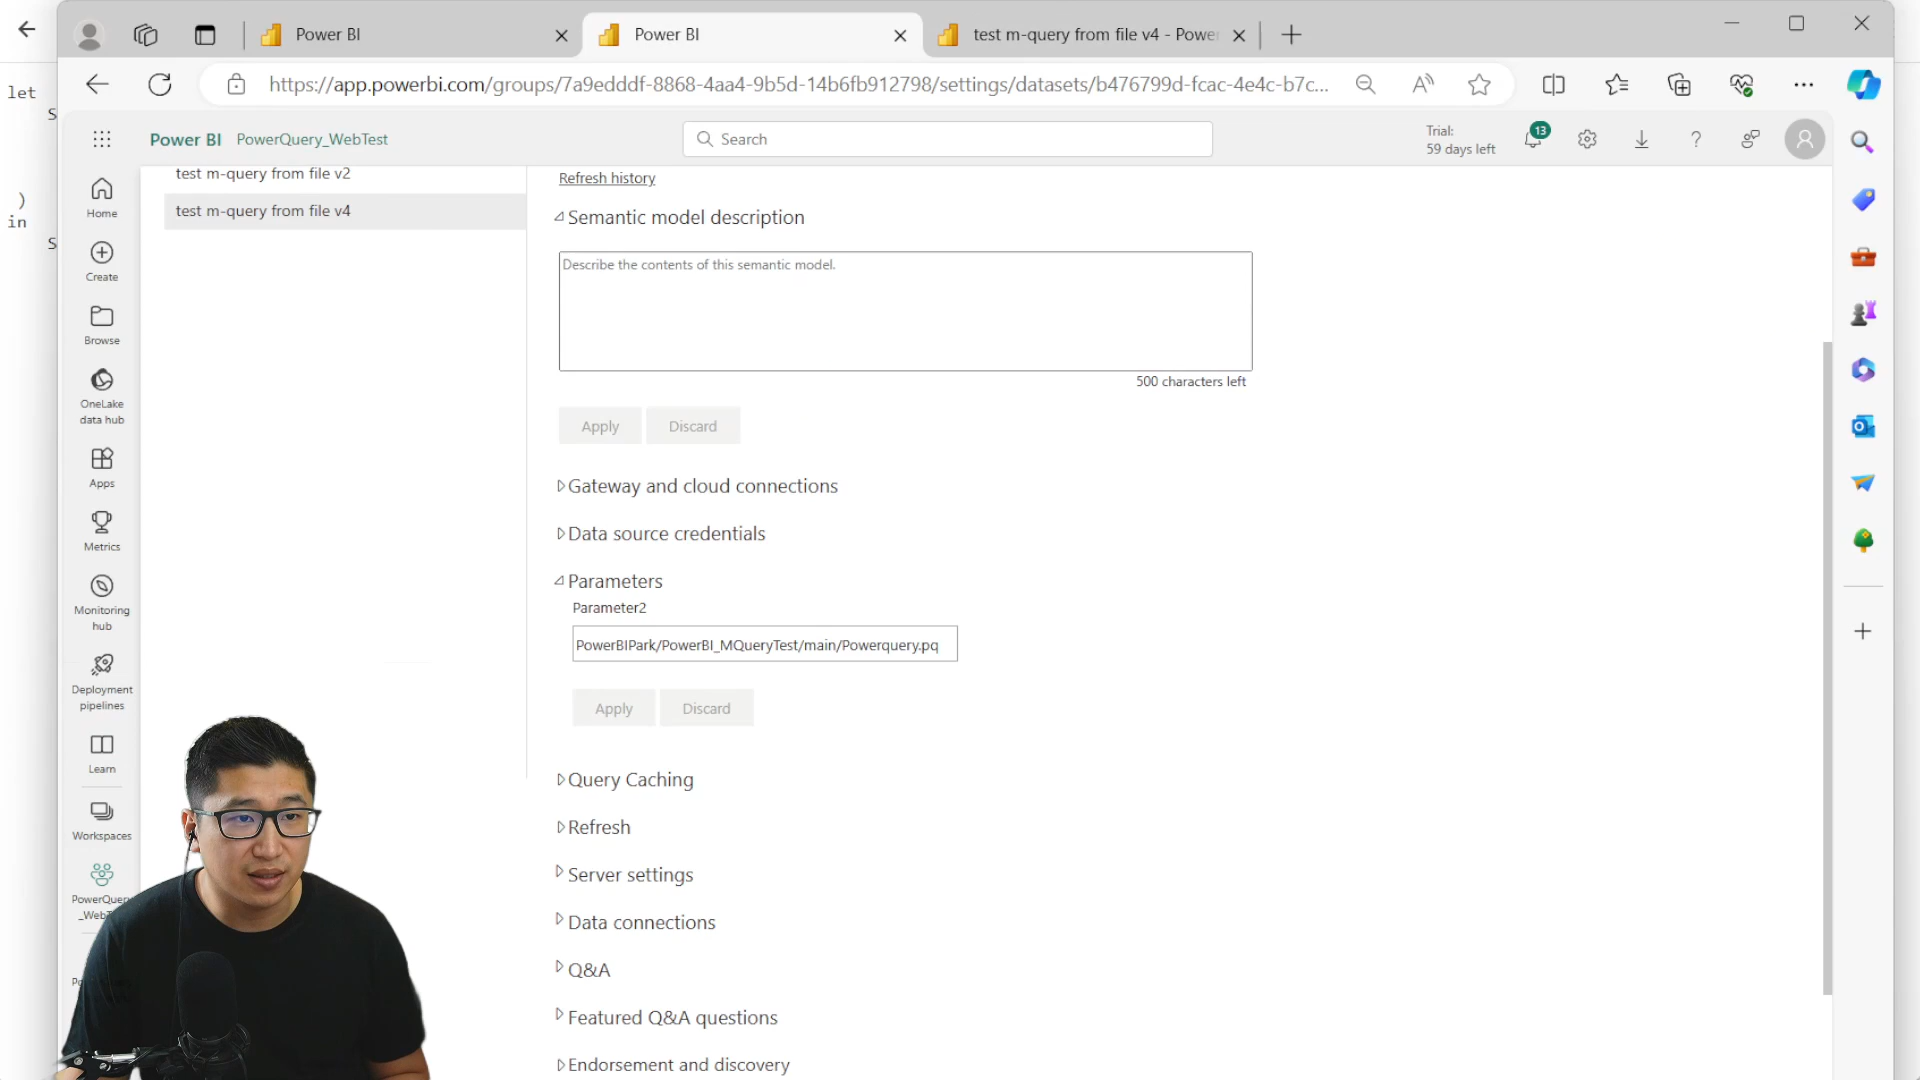 let
S
)
in
S
Power BI
Power BI
test m-query from file v4 - Power
https://app.powerbi.com/groups/7a9edddf-8868-4aa4-9b5d-14b6fb912798/settings/datasets/b476799d-fcac-4e4c-b7c...
Power BI PowerQuery_WebTest
Search
Trial:
59 days left
13
Home
Create
Browse
OneLake
data hub
Apps
Metrics
Monitoring
hub
Deployment
pipelines
Learn
Workspaces
PowerQuery
_WebT
test m-query from file v2
test m-query from file v4
Refresh history
Semantic model description
Describe the contents of this semantic model.
500 characters left
Apply Discard
Gateway and cloud connections
Data source credentials
Parameters
Parameter2
PowerBIPark/PowerBI_MQueryTest/main/Powerquery.pq
Apply Discard
Query Caching
Refresh
Server settings
Data connections
Q&A
Featured Q&A questions
Endorsement and discovery